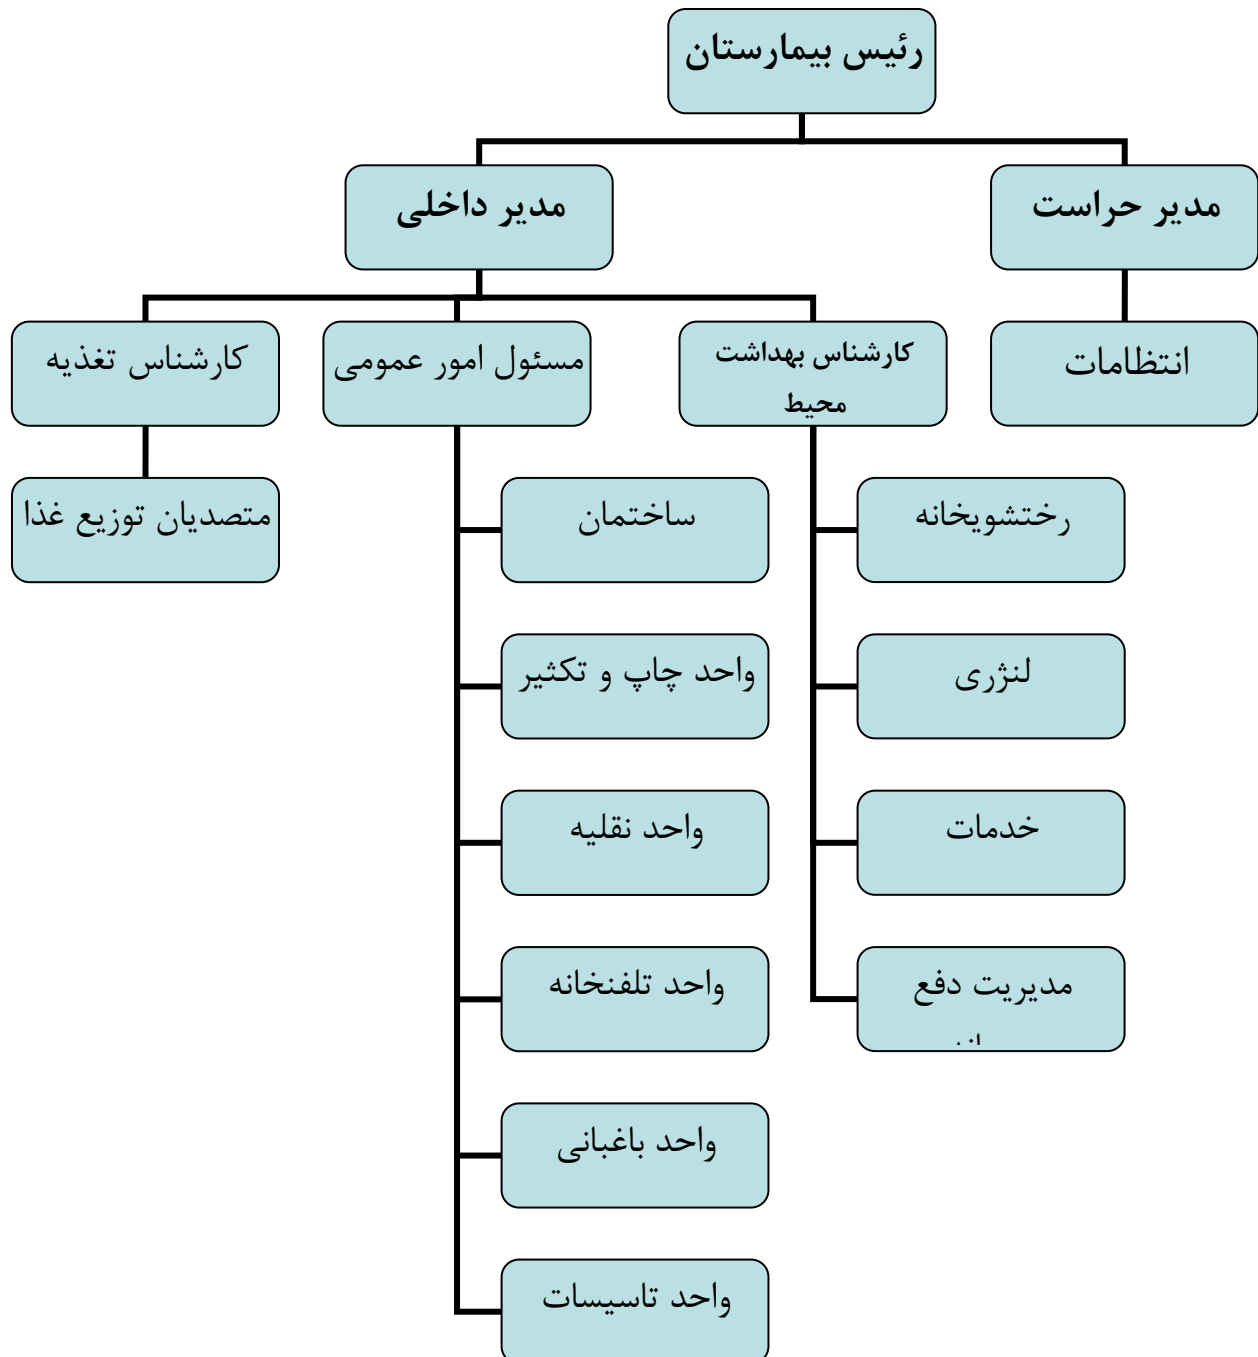 رئیس بیمارستان
مدیر حراست
مدیر داخلی
انتظامات
کارشناس بهداشت
محیط
مسئول امور عمومی
کارشناس تغذیه
رختشویخانه
ساختمان
متصدیان توزیع غذا
لنژری
واحد چاپ و تکثیر
خدمات
واحد نقلیه
مدیریت دفع
واحد تلفنخانه
واحد باغبانی
واحد تاسیسات